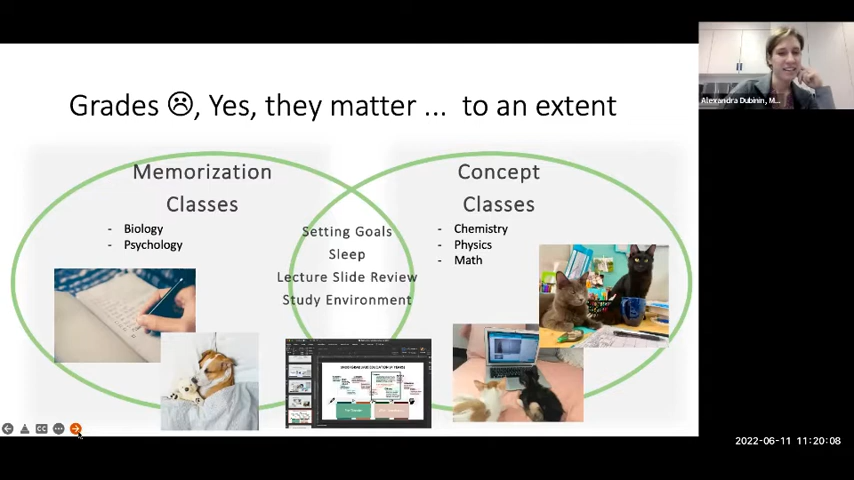 Grades ☹, Yes, they matter ... to an extent
Memorization
Classes
- Biology
- Psychology
Setting Goals
Sleep
Lecture Slide Review
Study Environment
Concept
Classes
- Chemistry
- Physics
- Math
Alexandra Dubinin, M...
CC
2022-06-11 11:20:08